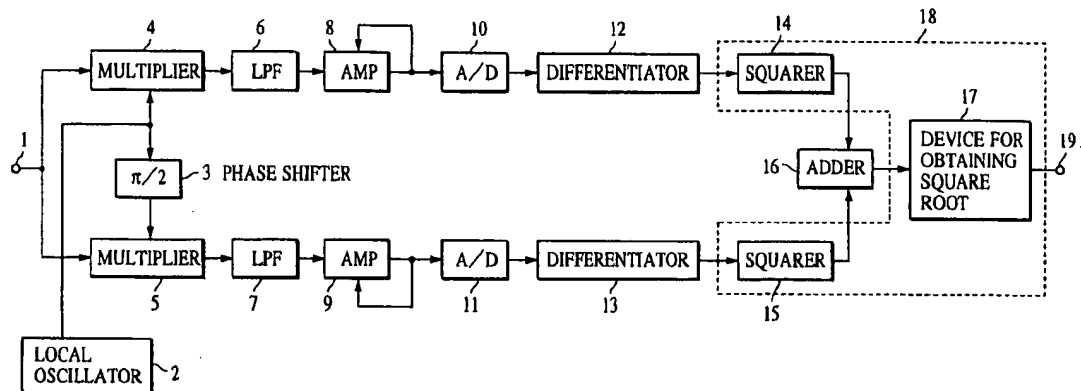 4
6
8
10
12
14
18
MULTIPLIER
LPF
AMP
A/D
DIFFERENTIATOR
SQUARER
17
1
DEVICE FOR
OBTAINING
SQUARE
ROOT
19
π/2
3 PHASE SHIFTER
16
ADDER
MULTIPLIER
LPF
AMP
A/D
DIFFERENTIATOR
SQUARER
5
7
9
11
13
15
LOCAL
OSCILLATOR
2